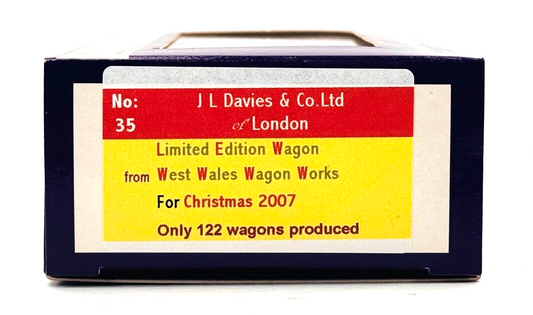 No: J L Davies & Co.Ltd
35 of London
Limited Edition Wagon
from West Wales Wagon Works
For Christmas 2007
Only 122 wagons produced